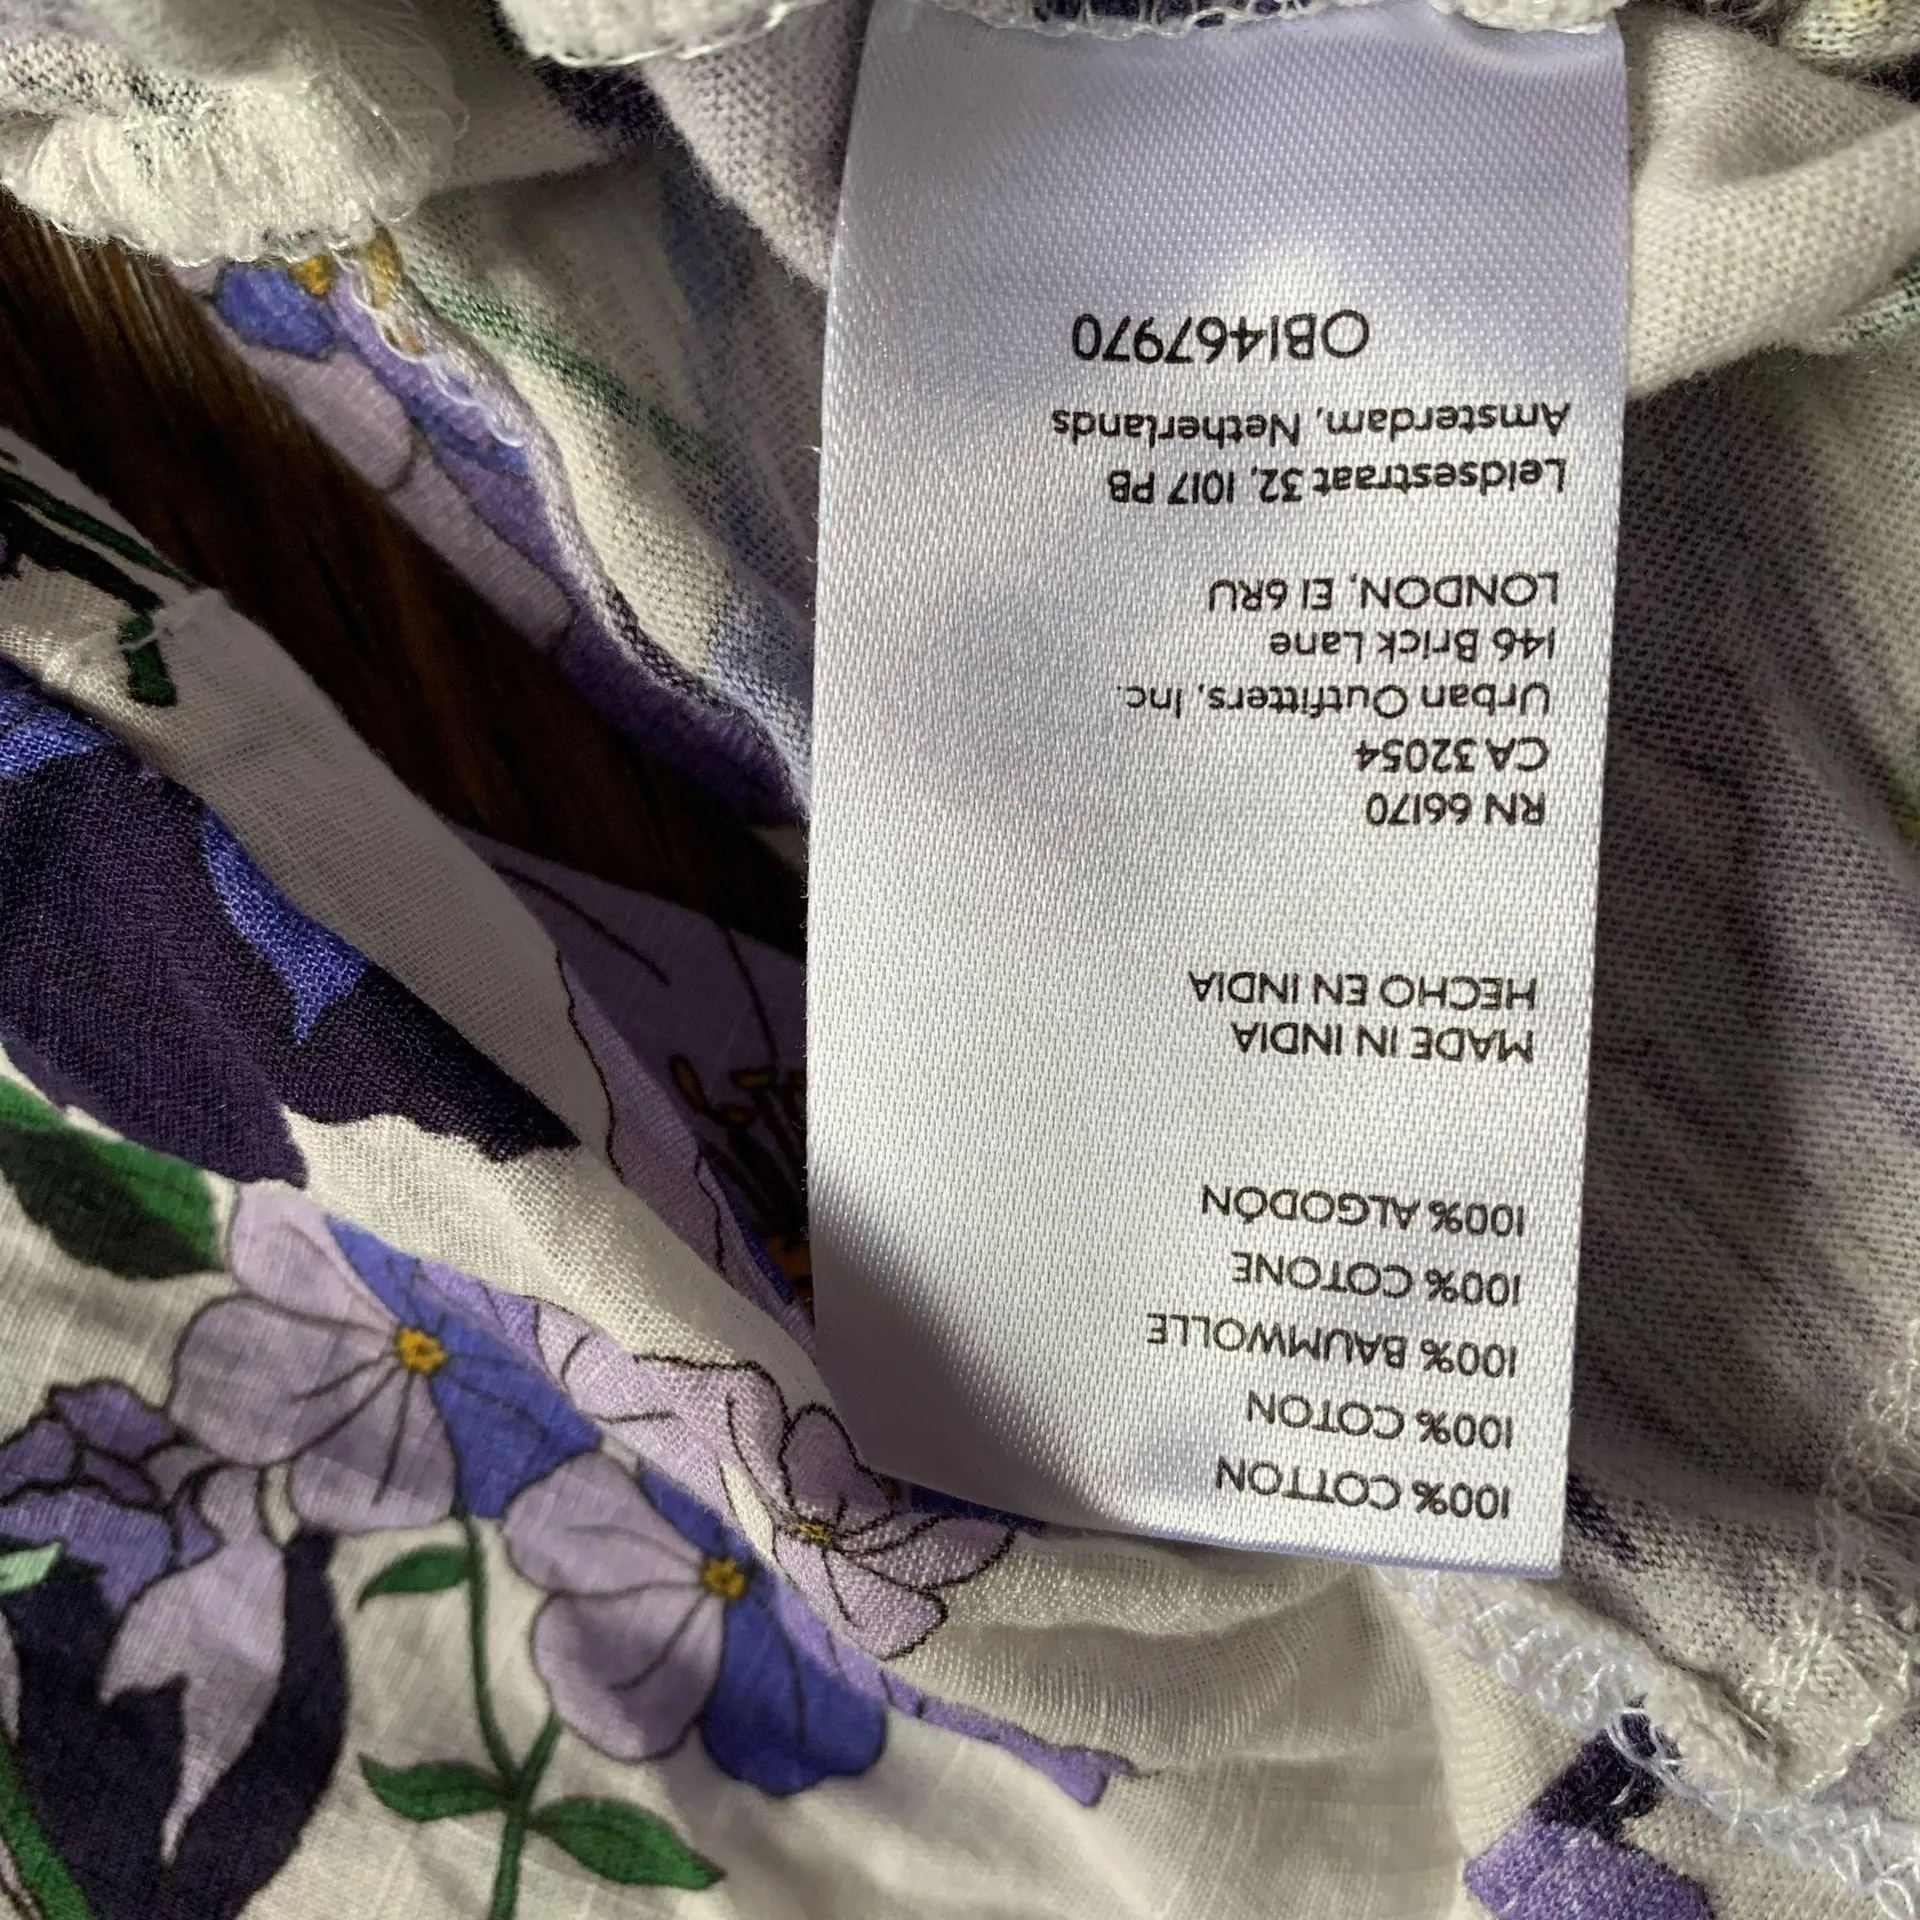 100% COTTON
100% COTON
100% BAUMWOLLE
100% COTONE
100% ALGODÓN
MADE IN INDIA
HECHO EN INDIA
RN 66170
CA 32054
Urban Outfitters, Inc.
146 Brick Lane
LONDON, E1 6RU
Leidsestraat 32, 1017 PB
Amsterdam, Netherlands
OB1467970